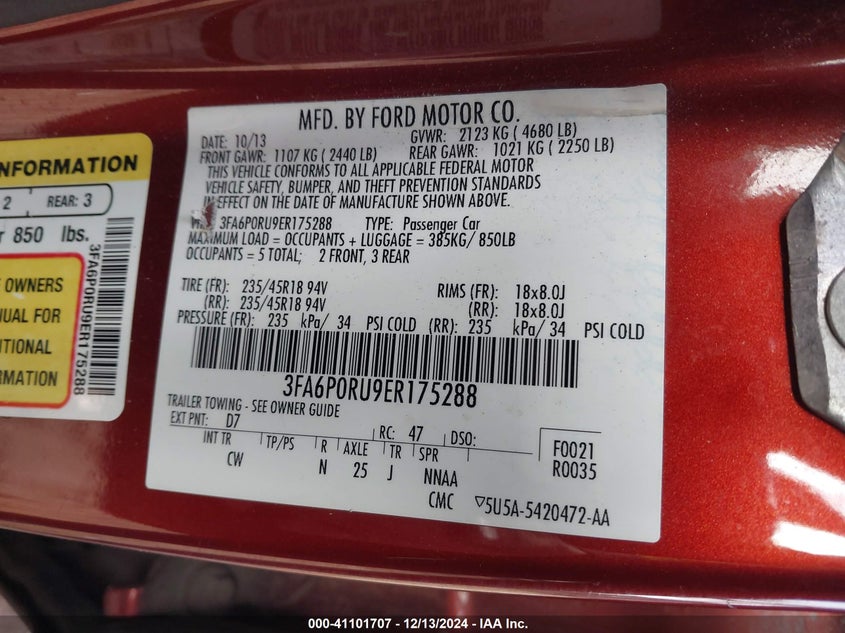 MFD. BY FORD MOTOR CO.
DATE: 10/13 GVWR: 2123 KG ( 4680 LB)
FRONT GAWR: 1107 KG ( 2440 LB) REAR GAWR: 1021 KG ( 2250 LB)
THIS VEHICLE CONFORMS TO ALL APPLICABLE FEDERAL MOTOR
VEHICLE SAFETY, BUMPER, AND THEFT PREVENTION STANDARDS
IN EFFECT ON THE DATE OF MANUFACTURE SHOWN ABOVE.
3FA6P0RU9ER175288 TYPE: Passenger Car
MAXIMUM LOAD = OCCUPANTS + LUGGAGE = 385KG/ 850LB
OCCUPANTS = 5 TOTAL; 2 FRONT, 3 REAR
TIRE (FR): 235/45R18 94V RIMS (FR): 18x8.0J
(RR): 235/45R18 94V (RR): 18x8.0J
PRESSURE (FR): 235 kPa/ 34 PSI COLD (RR): 235 kPa/ 34 PSI COLD
3FA6P0RU9ER175288
TRAILER TOWING - SEE OWNER GUIDE
EXT PNT: D7 RC: 47 DSO:
INT TR TP/PS R AXLE TR SPR
CW N 25 J NNAA
F0021
R0035
CMC ▽5U5A-5420472-AA
INFORMATION
2 REAR: 3
850 lbs.
3FA6P0RU9ER175288
OWNERS
FOR
000-41101707 - 12/13/2024 - IAA Inc.